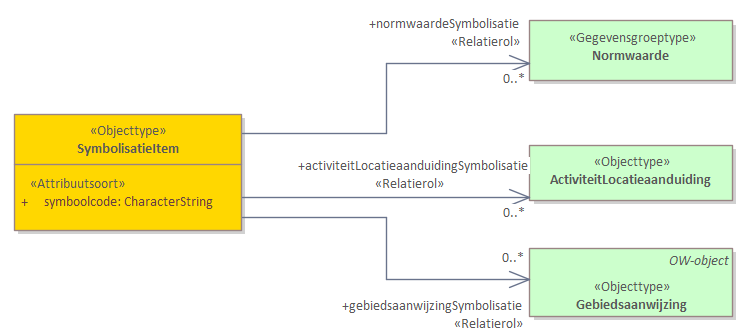 +normwaardeSymbolisatie
«Relatierol»
0..*
«Gegevensgroeptype»
Normwaarde
«Objecttype»
SymbolisatieItem
«Attribuutsoort»
+ symboolcode: CharacterString
+activiteitLocatieaanduidingSymbolisatie
«Relatierol»
0..*
«Objecttype»
ActiviteitLocatieaanduiding
0..*
+gebiedsaanwijzingSymbolisatie
«Relatierol»
OW-object
«Objecttype»
Gebiedsaanwijzing